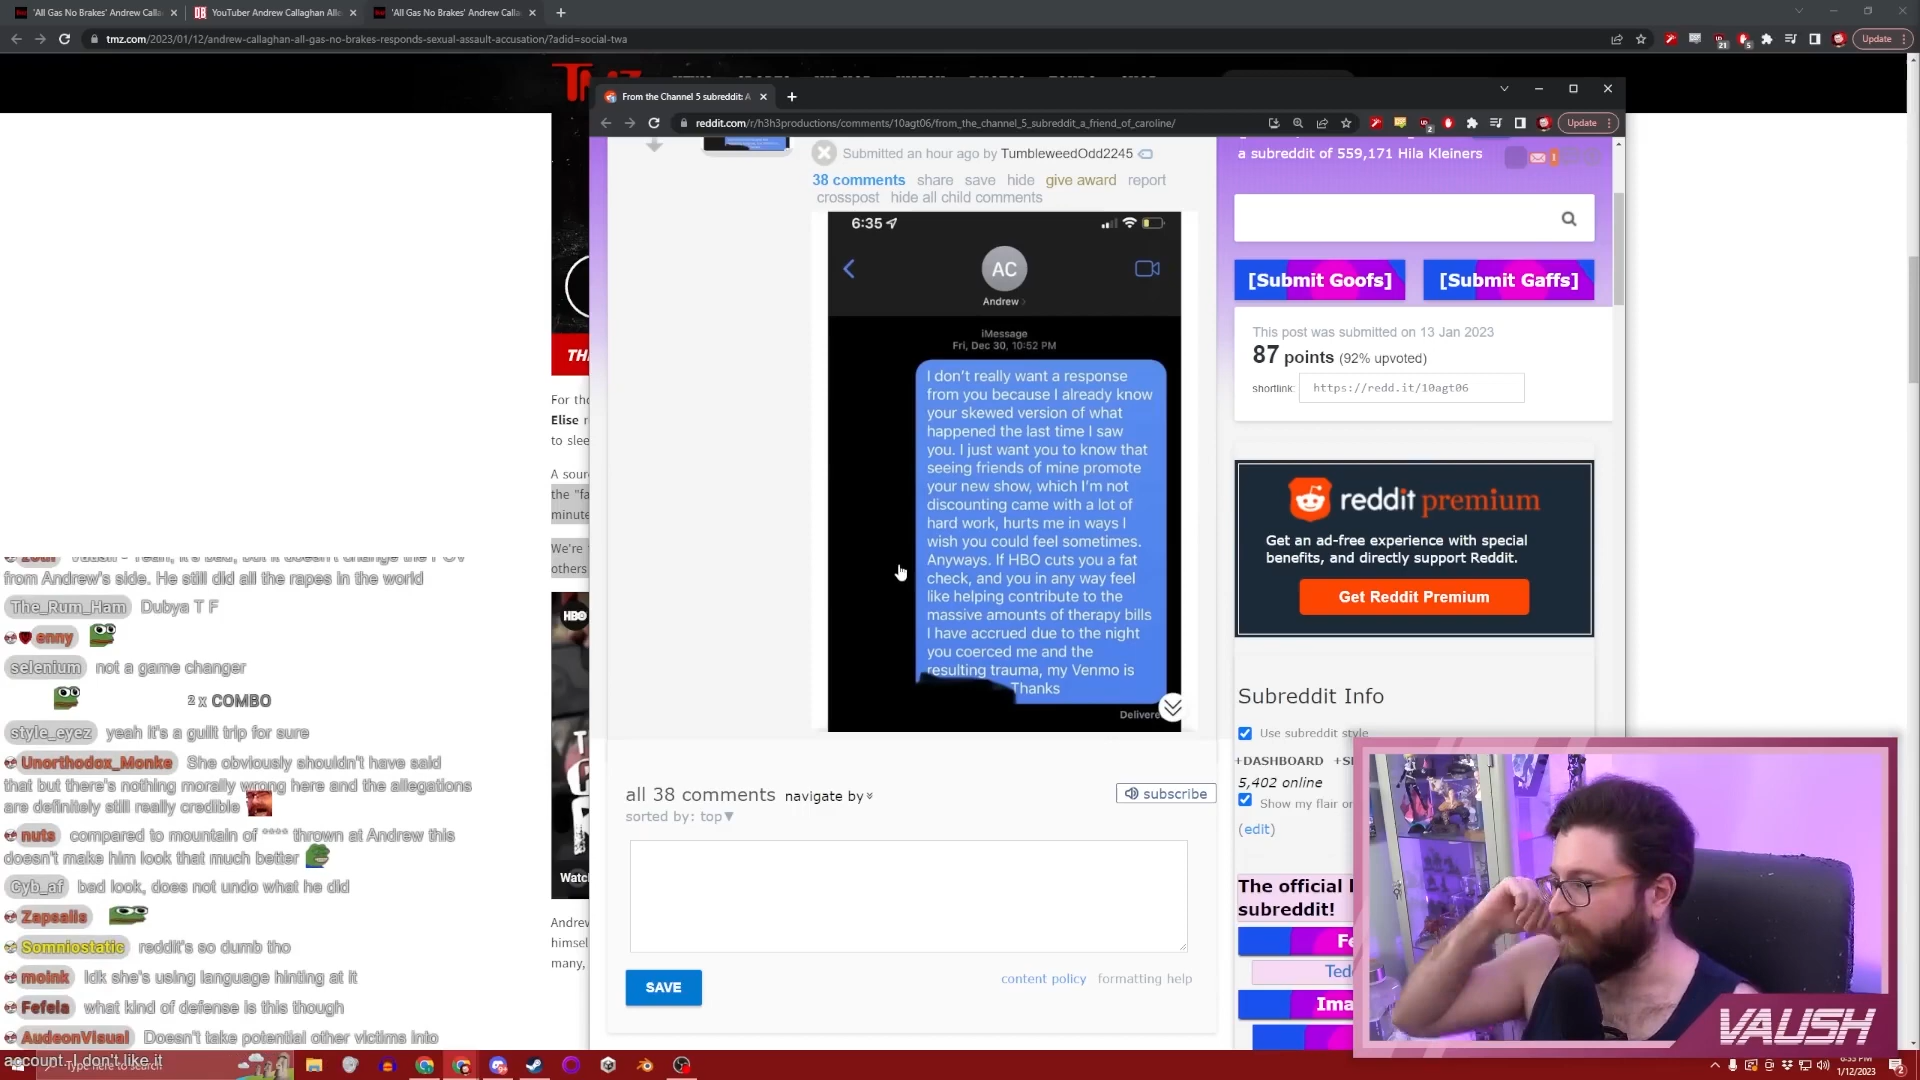 'All Gas No Brakes' Andrew Calla
YouTuber Andrew Callaghan Alle
'All Gas No Brakes' Andrew Calla
tmz.com/2023/01/12/andrew-callaghan-all-gas-no-brakes-responds-sexual-assault-accusation/?adid=social-twa
Update
From the Channel 5 subreddit: A
reddit.com/r/h3h3productions/comments/10agt06/from_the_channel_5_subreddit_a_friend_of_caroline/
Update
Submitted an hour ago by TumbleweedOdd2245
38 comments share save hide give award report
crosspost hide all child comments
6:35
AC
Andrew
iMessage
Fri, Dec 30, 10:52 PM
I don't really want a response
from you because I already know
your skewed version of what
happened the last time I saw
you. I just want you to know that
seeing friends of mine promote
your new show, which I'm not
discounting came with a lot of
hard work, hurts me in ways I
wish you could feel sometimes.
Anyways. If HBO cuts you a fat
check, and you in any way feel
like helping contribute to the
massive amounts of therapy bills
I have accrued due to the night
you coerced me and the
resulting trauma, my Venmo is
Thanks
Delivere
all 38 comments navigate by
sorted by: top
subscribe
SAVE
content policy formatting help
a subreddit of 559,171 Hila Kleiners
[Submit Goofs] [Submit Gaffs]
This post was submitted on 13 Jan 2023
87 points (92% upvoted)
shortlink: https://redd.it/10agt06
reddit premium
Get an ad-free experience with special
benefits, and directly support Reddit.
Get Reddit Premium
Subreddit Info
Use subreddit style
+DASHBOARD
5,402 online
Show my flair on
(edit)
The official
subreddit!
VAUSH
For tho
Elise
to slee
A sour
the "fa
minute
We're
others
HBO
Watc
Andrew
himsel
many,
from Andrew's side. He still did all the rapes in the world
The_Rum_Ham Dubya T F
enny
selenium not a game changer
2 x COMBO
style_eyez yeah it's a guilt trip for sure
Unorthodox_Monke She obviously shouldn't have said
that but there's nothing morally wrong here and the allegations
are definitely still really credible
nuts compared to mountain of **** thrown at Andrew this
doesn't make him look that much better
Cyb_af bad look, does not undo what he did
Zapsalis
Somniostatic reddit's so dumb tho
moink Idk she's using language hinting at it
Fefela what kind of defense is this though
AudeonVisual Doesn't take potential other victims into
account. I don't like it
1/12/2023